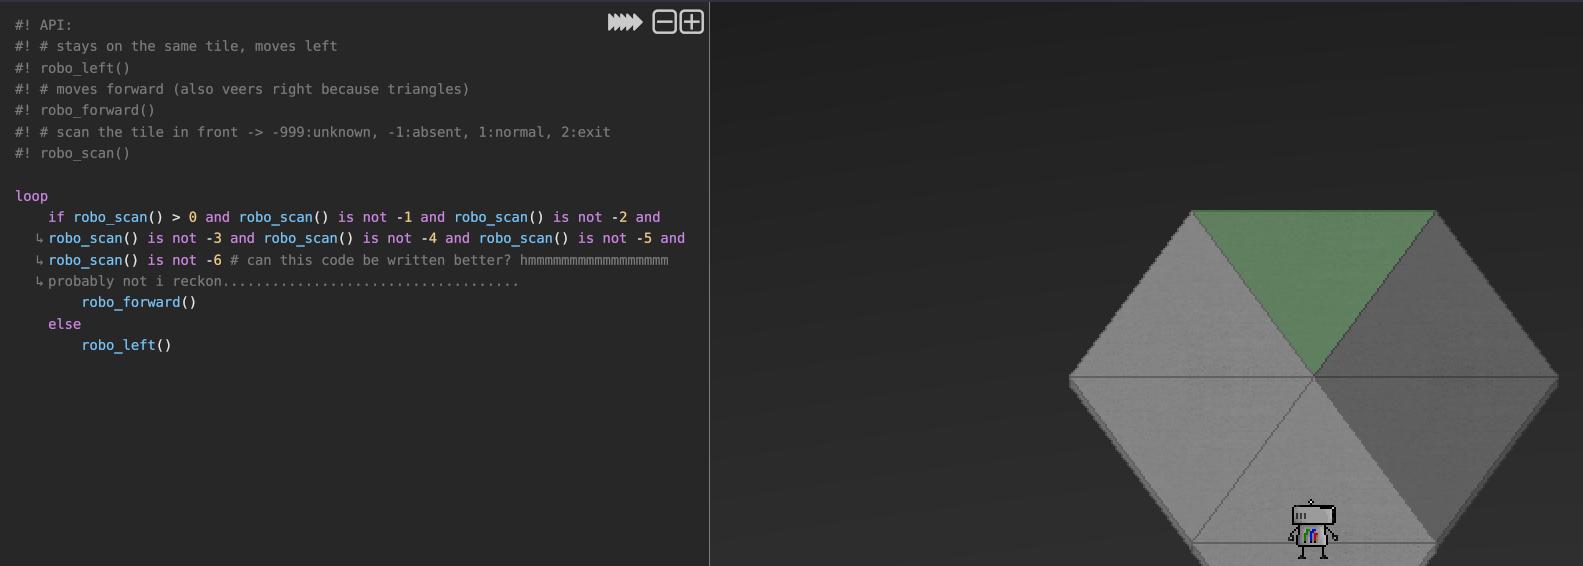 #! API:
#! # stays on the same tile, moves left
#! robo_left()
#! # moves forward (also veers right because triangles)
#! robo_forward()
#! # scan the tile in front -> -999:unknown, -1:absent, 1:normal, 2:exit
#! robo_scan()
loop
if robo_scan() > 0 and robo_scan() is not -1 and robo_scan() is not -2 and
robo_scan() is not -3 and robo_scan() is not -4 and robo_scan() is not -5 and
robo_scan() is not -6 # can this code be written better? hmmmmmmmmmmmmmmmmm
probably not i reckon....................................
robo_forward()
else
robo_left()